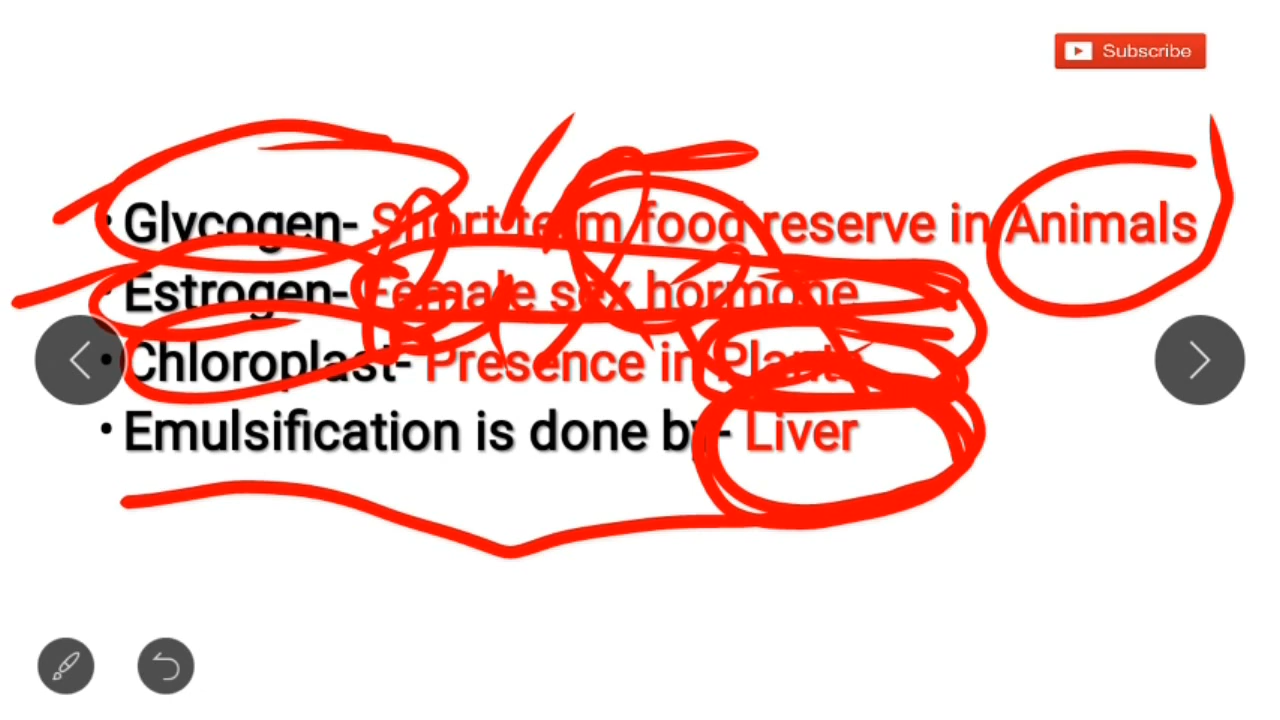 Subscribe
• Glycogen- Short term food reserve in Animals
• Estrogen- Female sex hormone
• Chloroplast- Presence in Plants
• Emulsification is done by- Liver